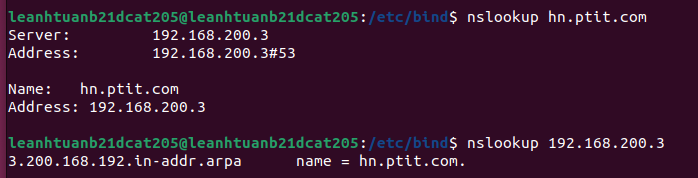 leanhtuanb21dcat205@leanhtuanb21dcat205:/etc/bind$ nslookup hn.ptit.com
Server:         192.168.200.3
Address:        192.168.200.3#53

Name:   hn.ptit.com
Address: 192.168.200.3

leanhtuanb21dcat205@leanhtuanb21dcat205:/etc/bind$ nslookup 192.168.200.3
3.200.168.192.in-addr.arpa      name = hn.ptit.com.